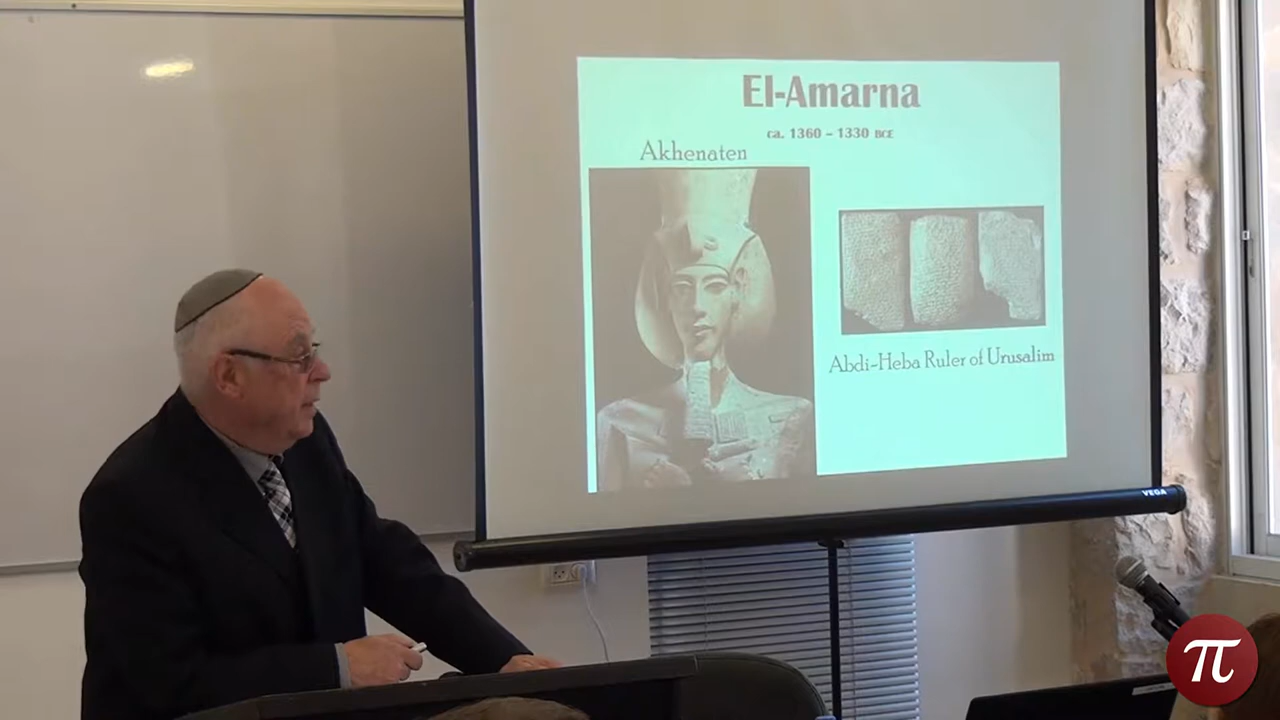 El-Amarna
ca. 1360 – 1330 BCE
Akhenaten
Abdi-Heba Ruler of Urusalim
VEGA
π